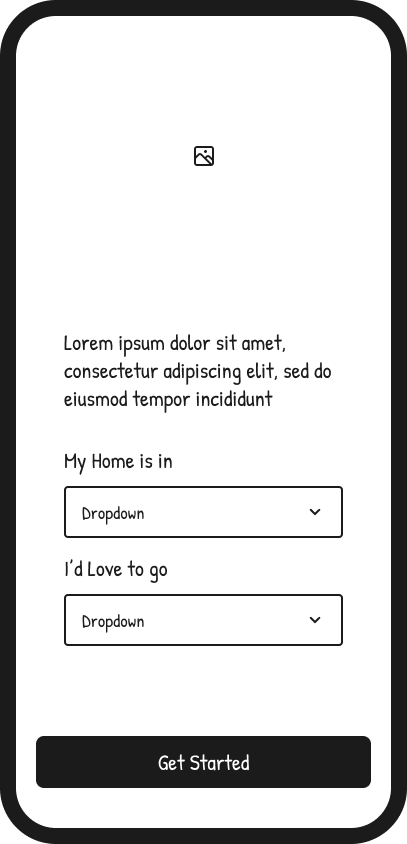 Lorem ipsum dolor sit amet,
consectetur adipiscing elit, sed do
eiusmod tempor incididunt
My Home is in
Dropdown
I'd Love to go
Dropdown
Get Started